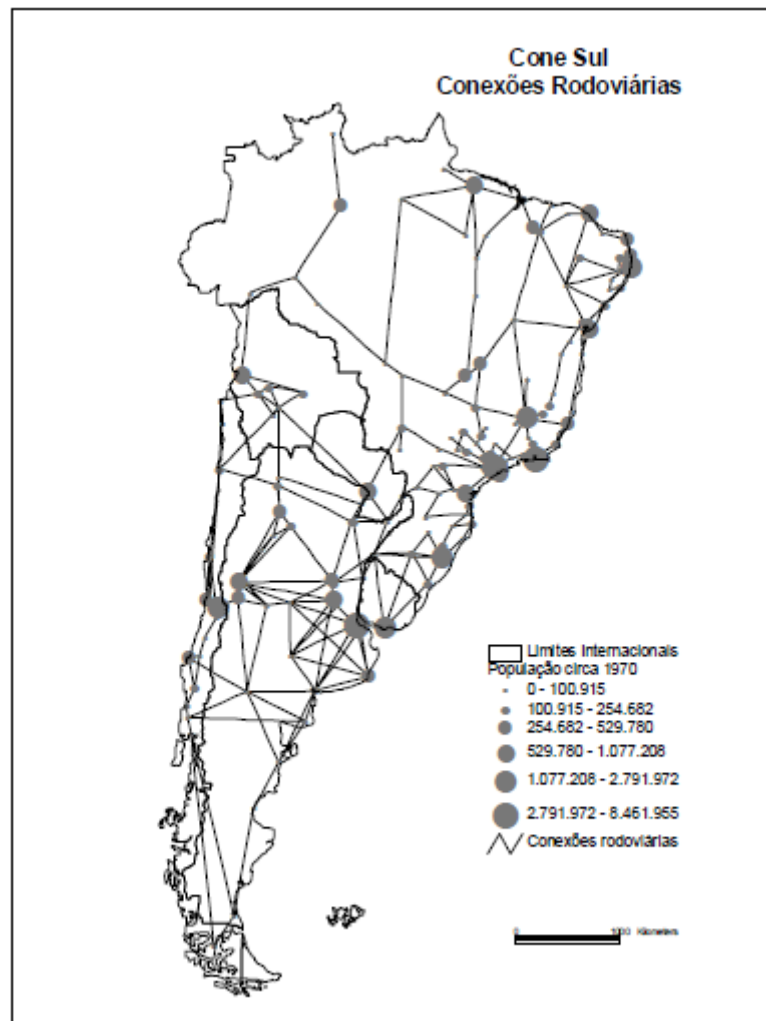 Cone Sul
Conexões Rodoviárias
Limites Internacionais
População circa 1970
0 - 100.915
100.915 - 254.682
254.682 - 529.780
529.780 - 1.077.208
1.077.208 - 2.791.972
2.791.972 - 8.461.955
Conexões rodoviárias
0 1000 Kilometers